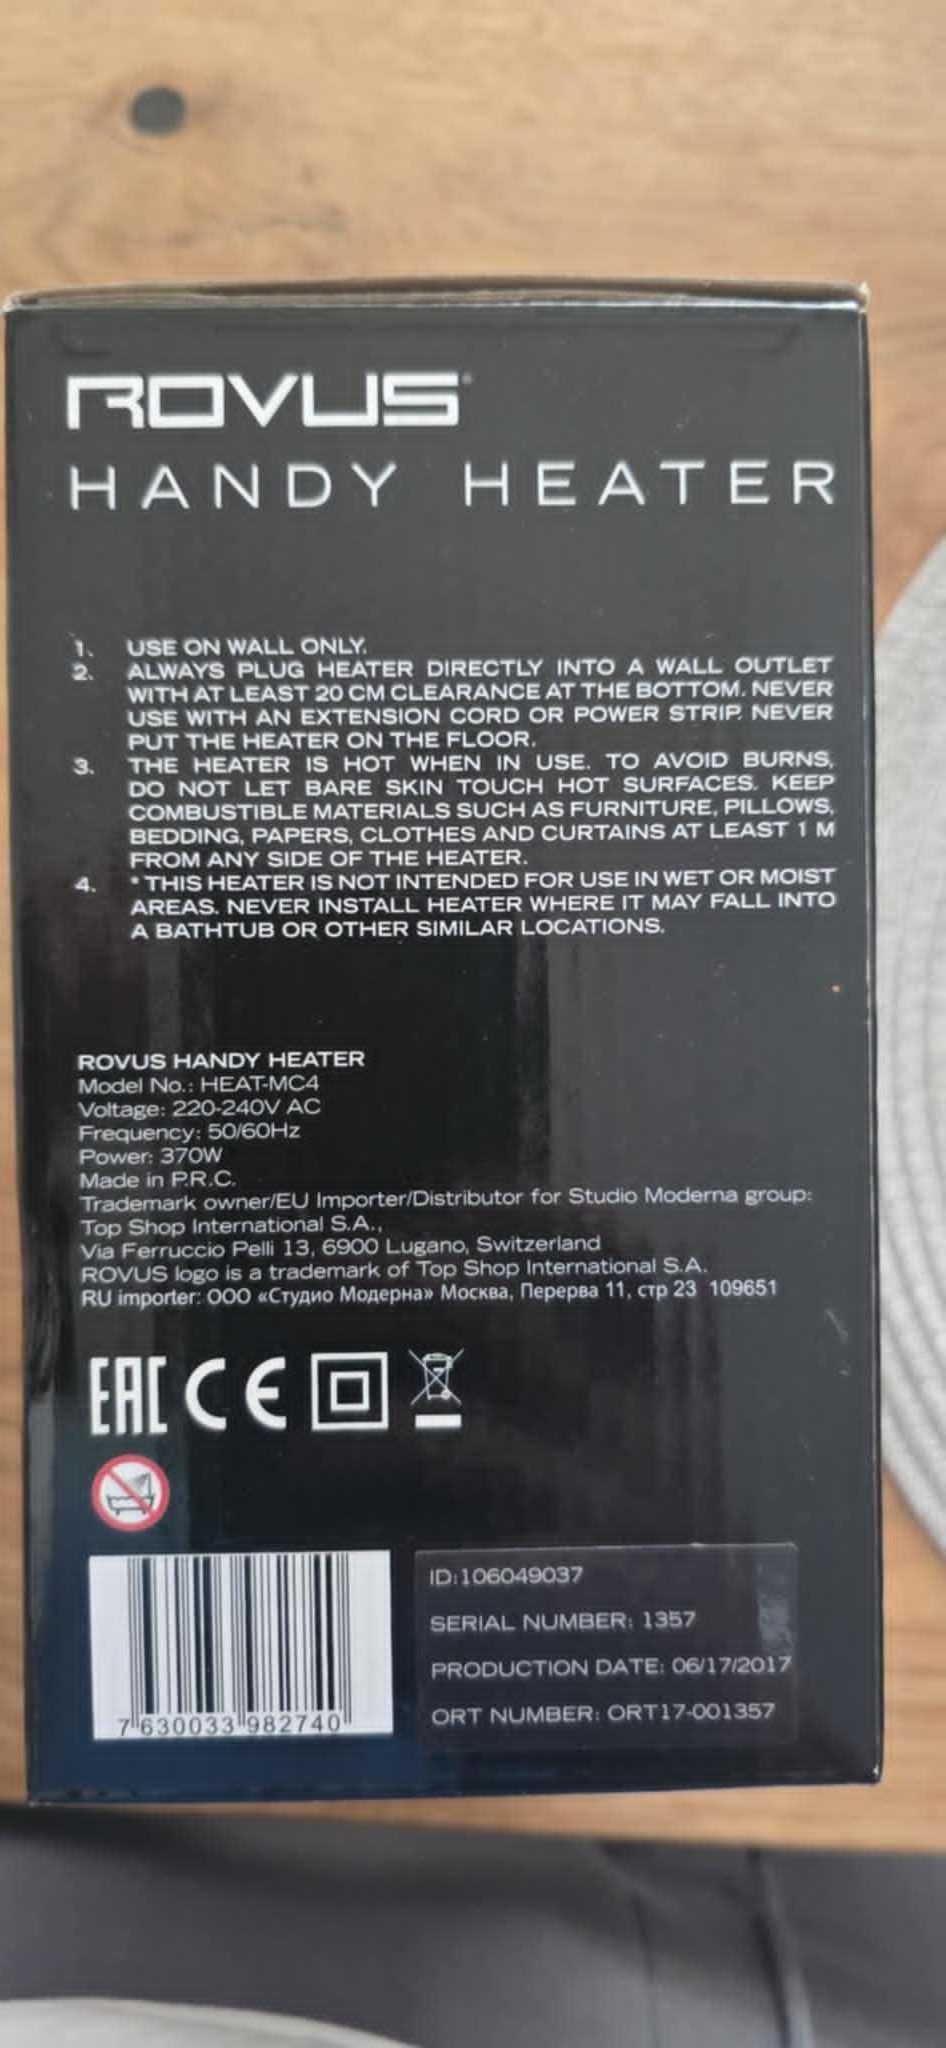 ROVUS
HANDY HEATER
1. USE ON WALL ONLY.
2. ALWAYS PLUG HEATER DIRECTLY INTO A WALL OUTLET
WITH AT LEAST 20 CM CLEARANCE AT THE BOTTOM. NEVER
USE WITH AN EXTENSION CORD OR POWER STRIP. NEVER
PUT THE HEATER ON THE FLOOR.
3. THE HEATER IS HOT WHEN IN USE. TO AVOID BURNS,
DO NOT LET BARE SKIN TOUCH HOT SURFACES. KEEP
COMBUSTIBLE MATERIALS SUCH AS FURNITURE, PILLOWS,
BEDDING, PAPERS, CLOTHES AND CURTAINS AT LEAST 1 M
FROM ANY SIDE OF THE HEATER.
4. * THIS HEATER IS NOT INTENDED FOR USE IN WET OR MOIST
AREAS. NEVER INSTALL HEATER WHERE IT MAY FALL INTO
A BATHTUB OR OTHER SIMILAR LOCATIONS.
ROVUS HANDY HEATER
Model No.: HEAT-MC4
Voltage: 220-240V AC
Frequency: 50/60Hz
Power: 370W
Made in P.R.C.
Trademark owner/EU Importer/Distributor for Studio Moderna group:
Top Shop International S.A.,
Via Ferruccio Pelli 13, 6900 Lugano, Switzerland
ROVUS logo is a trademark of Top Shop International S.A.
RU importer: ООО «Студио Модерна» Москва, Перерва 11, стр 23 109651
EAC CE
7 630033 982740
ID:106049037
SERIAL NUMBER: 1357
PRODUCTION DATE: 06/17/2017
ORT NUMBER: ORT17-001357